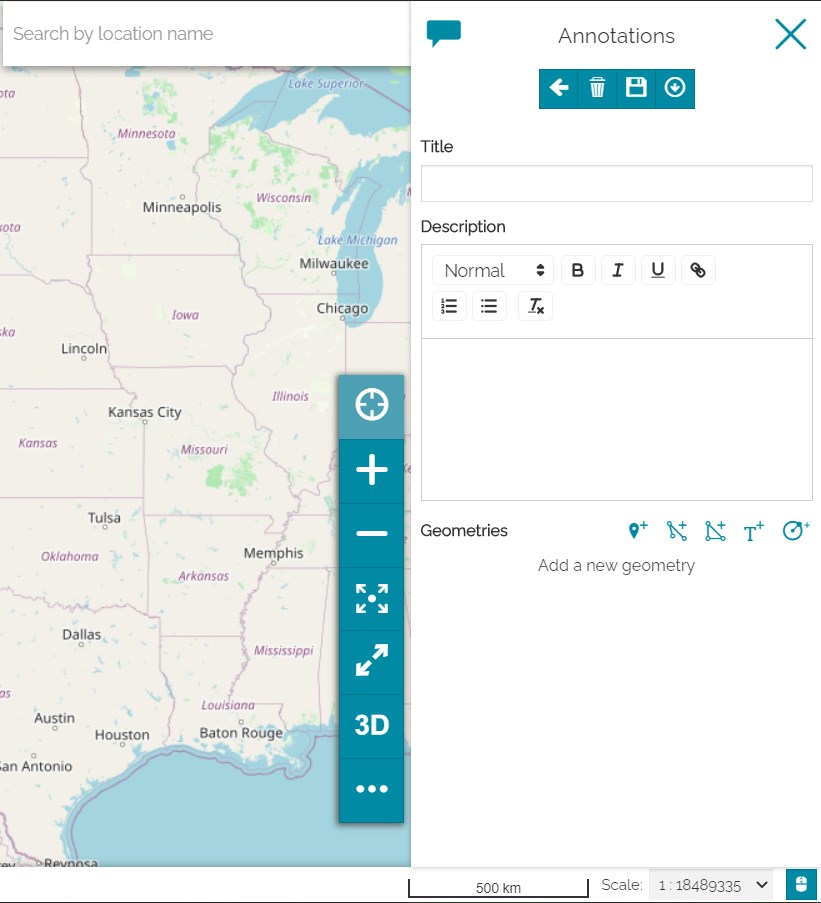 Search by location name
Annotations
Lake Superior
ota
Minnesota
Title
Minneapolis
Wisconsin
kota
Description
Lake Michigan
Milwaukee
Normal
B I U
Chicago
Iowa
ska
Lincoln
Illinois
Kansas City
Kansas
Missouri
Tulsa
Geometries
Oklahoma
Memphis
Add a new geometry
Arkansas
Dallas
Mississippi
as
Louisiana
Austin
Houston
Baton Rouge
3D
San Antonio
rey
Reynosa
500 km
Scale:
1 : 18489335